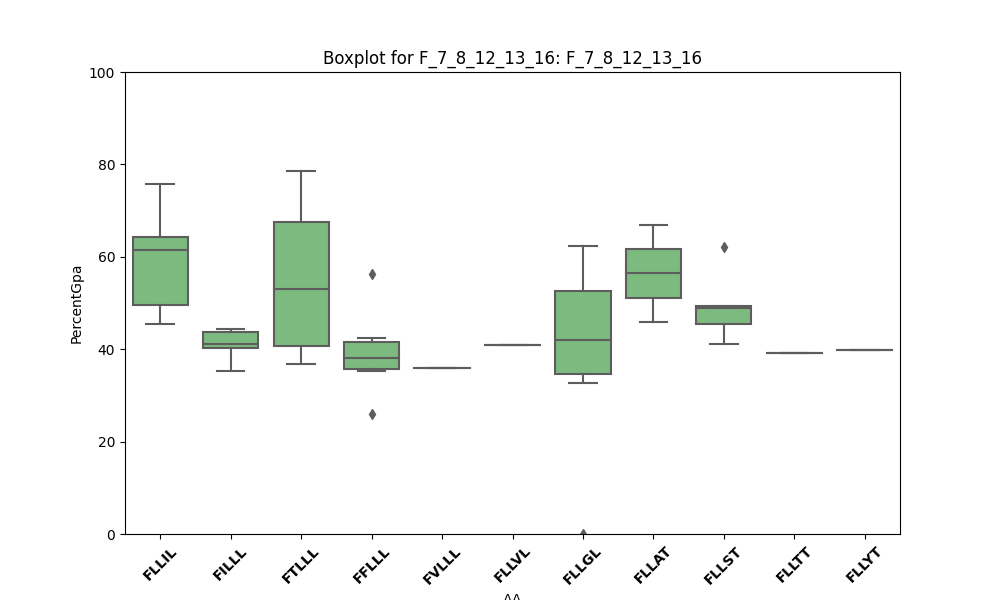 Boxplot for F_7_8_12_13_16: F_7_8_12_13_16
100
80
60
40
20
0
PercentGpa
FLLIL
FILLL
FTLLL
FFLLL
FVLLL
FLLVL
FLLGL
FLLAT
FLLST
FLLTT
FLLYT
AA